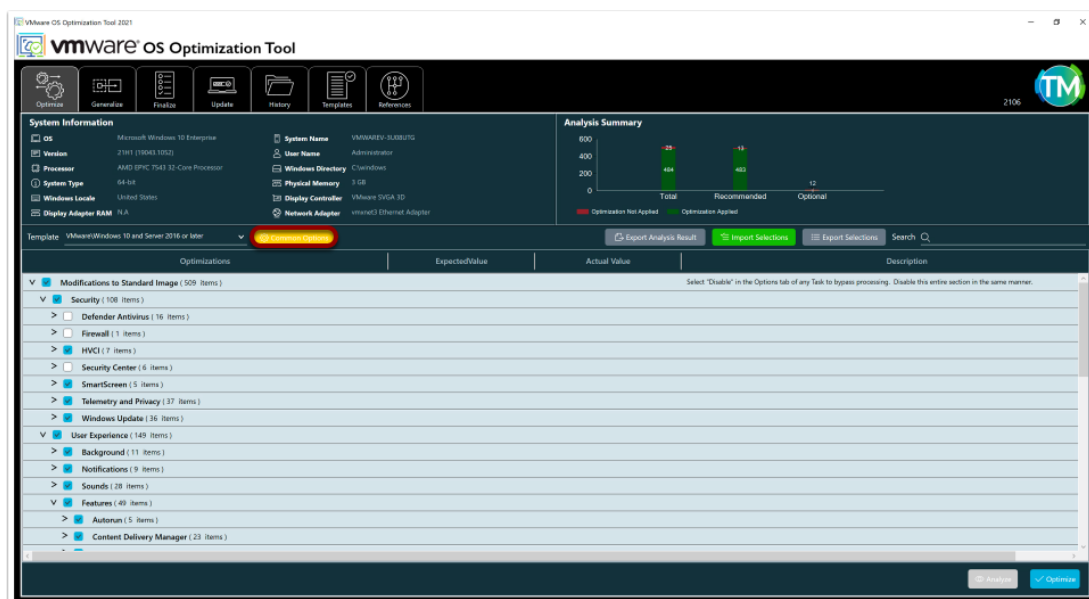 VMware OS Optimization Tool 2021
vmware® OS Optimization Tool
Optimize Generalize Finalize Update History Templates References
2106 TM
System Information
OS Microsoft Windows 10 Enterprise System Name VMWAREV-3U08UTG
Version 21H1 (19043.1052) User Name Administrator
Processor AMD EPYC 7543 32-Core Processor Windows Directory C:\windows
System Type 64-bit Physical Memory 3 GB
Windows Locale United States Display Controller VMware SVGA 3D
Display Adapter RAM N.A Network Adapter vmxnet3 Ethernet Adapter
Analysis Summary
600
400
200
0
25 13
484 483 12
Total Recommended Optional
Optimization Not Applied Optimization Applied
Template VMware\Windows 10 and Server 2016 or later Common Options Export Analysis Result Import Selections Export Selections Search
Optimizations ExpectedValue Actual Value Description
Modifications to Standard Image ( 509 items ) Select "Disable" in the Options tab of any Task to bypass processing. Disable this entire section in the same manner.
Security ( 108 items )
Defender Antivirus ( 16 items )
Firewall ( 1 items )
HVCI ( 7 items )
Security Center ( 6 items )
SmartScreen ( 5 items )
Telemetry and Privacy ( 37 items )
Windows Update ( 36 items )
User Experience ( 149 items )
Background ( 11 items )
Notifications ( 9 items )
Sounds ( 28 items )
Features ( 49 items )
Autorun ( 5 items )
Content Delivery Manager ( 23 items )
Analyze Optimize